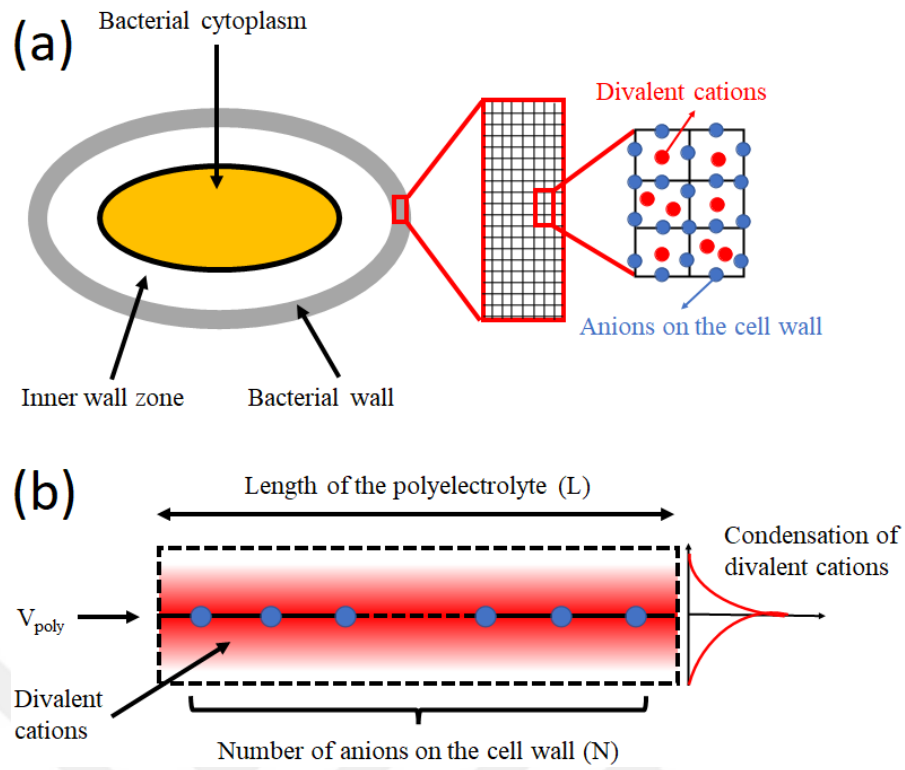 (a)
Bacterial cytoplasm
Divalent cations
Anions on the cell wall
Inner wall zone
Bacterial wall
(b)
Length of the polyelectrolyte (L)
Condensation of
divalent cations
Vpoly
Divalent
cations
Number of anions on the cell wall (N)